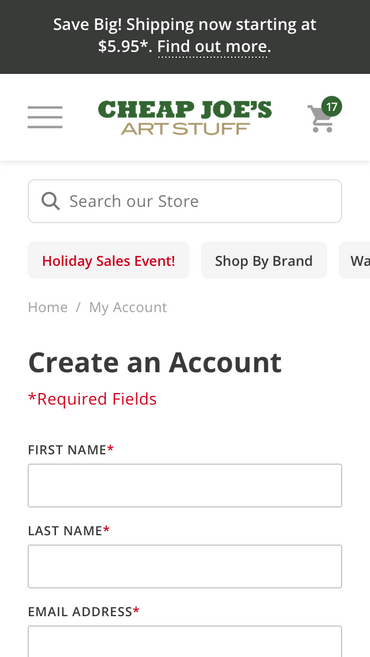 Save Big! Shipping now starting at
$5.95*. Find out more.
CHEAP JOE'S
ART STUFF
17
Search our Store
Holiday Sales Event!
Shop By Brand
Wa
Home / My Account
Create an Account
*Required Fields
FIRST NAME*
LAST NAME*
EMAIL ADDRESS*